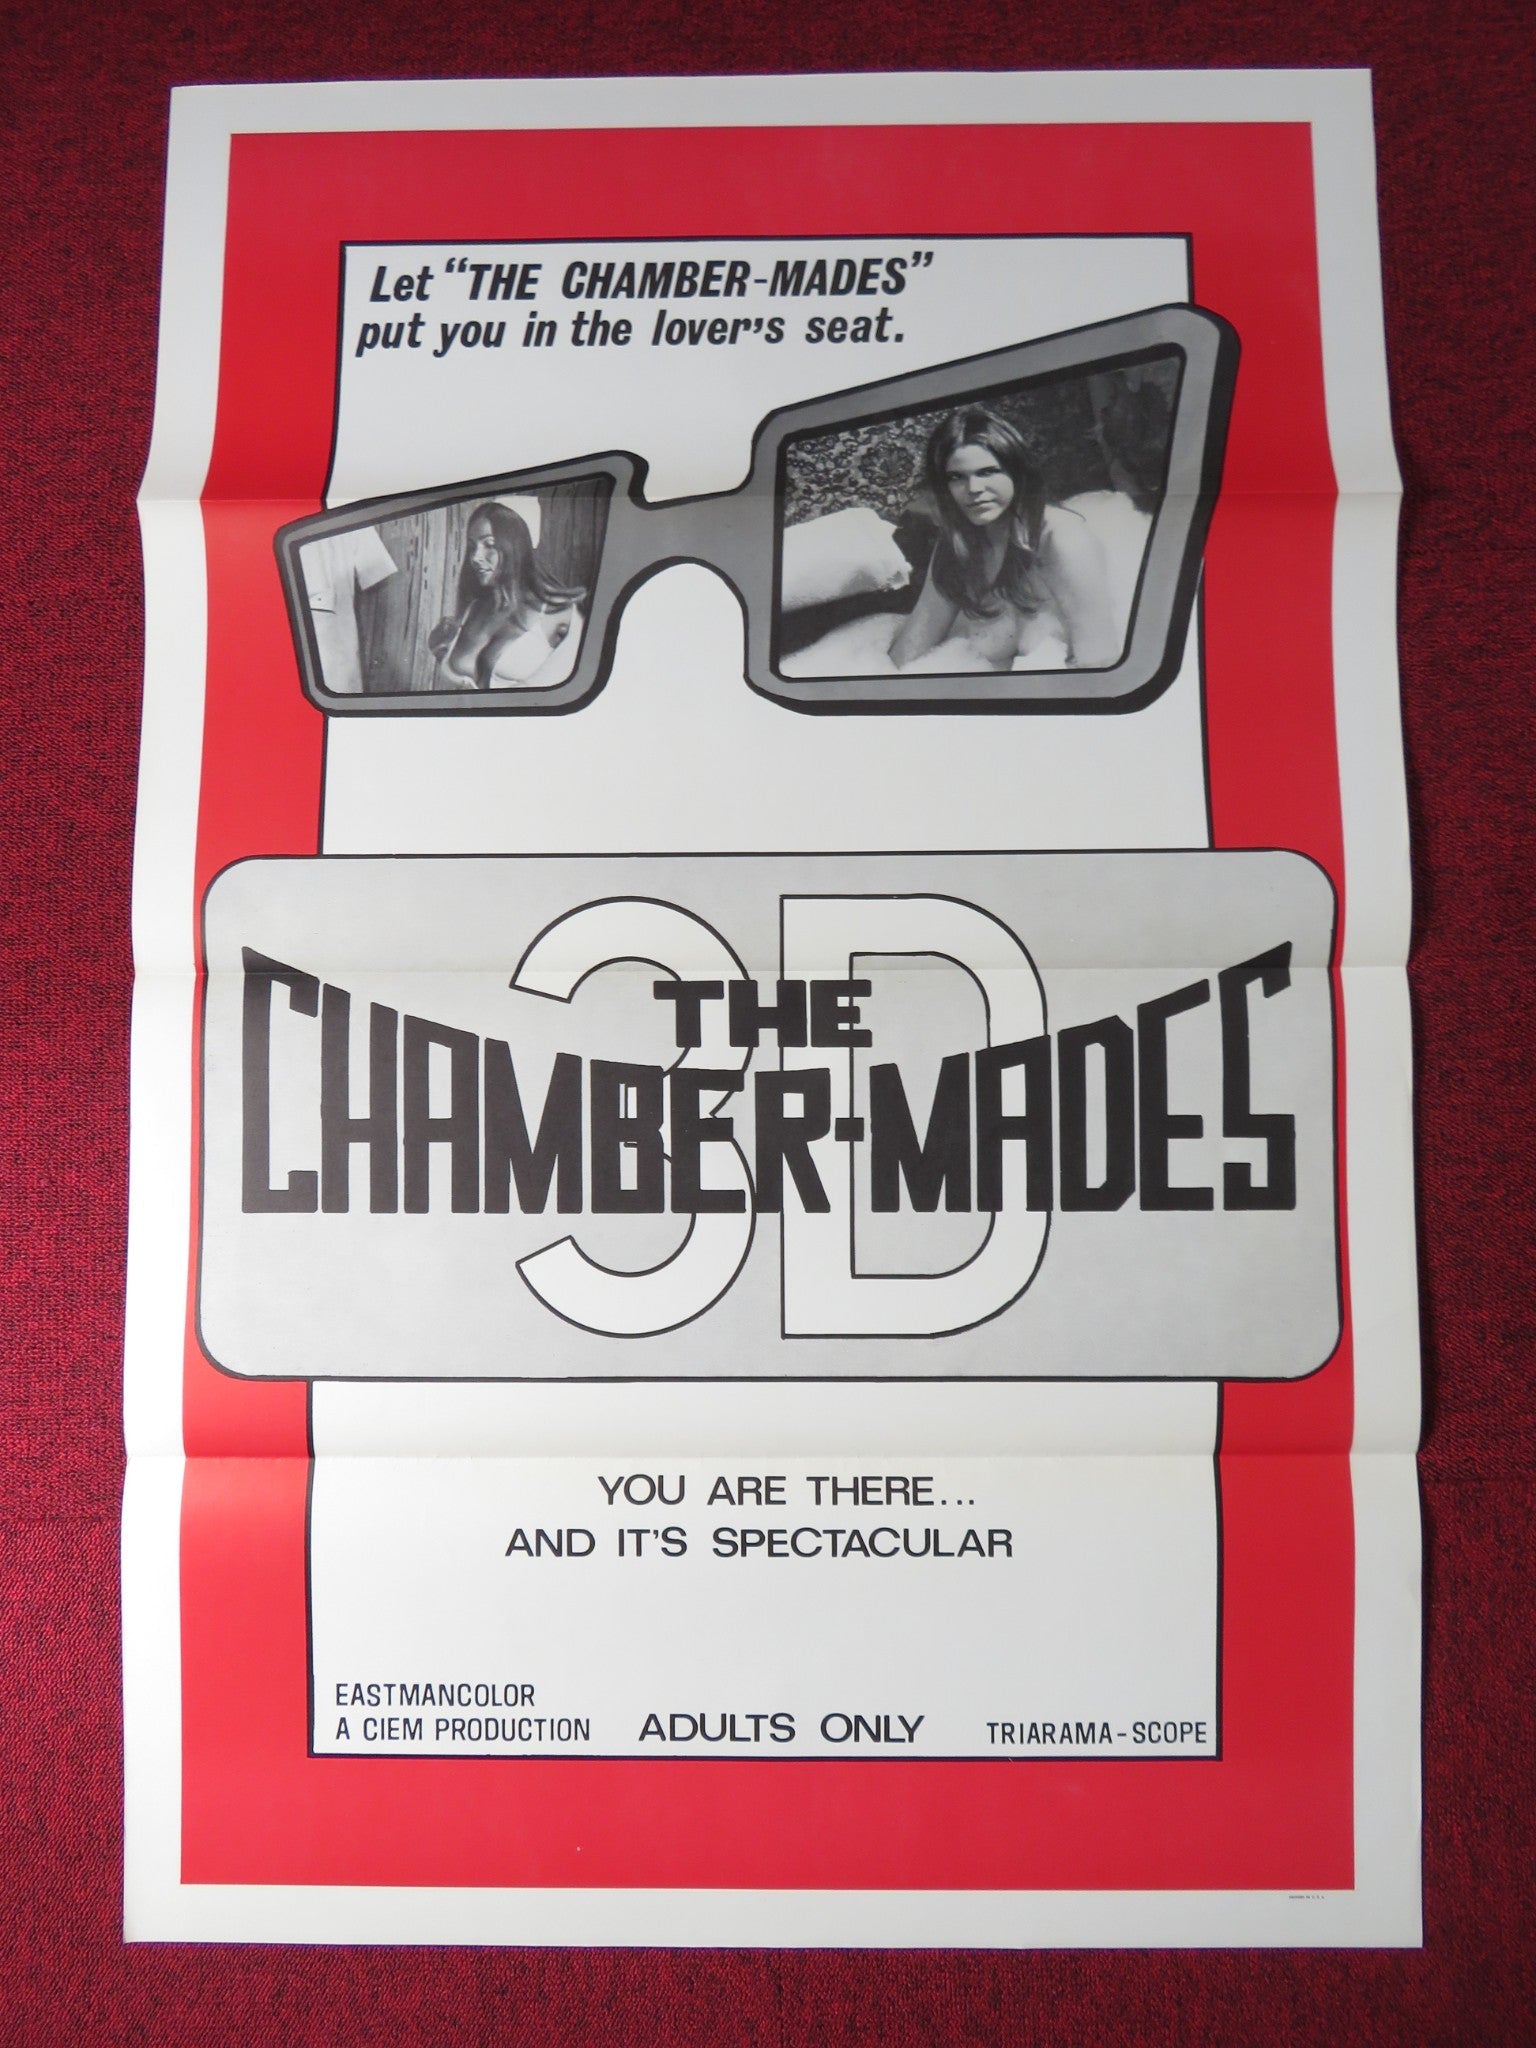 Let “THE CHAMBER-MADES”
put you in the lover’s seat.
3D
THE
CHAMBER-MADES
YOU ARE THERE...
AND IT’S SPECTACULAR
EASTMANCOLOR
A CIEM PRODUCTION
ADULTS ONLY
TRIARAMA-SCOPE